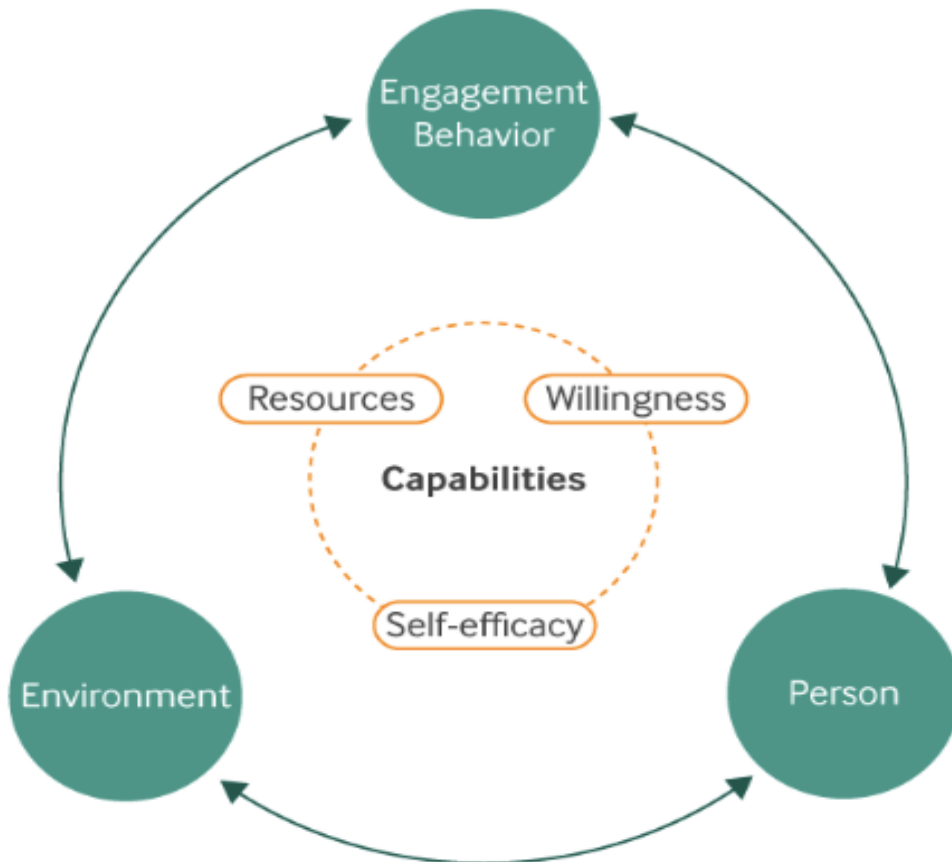 Engagement
Behavior
Resources
Willingness
Capabilities
Self-efficacy
Environment
Person